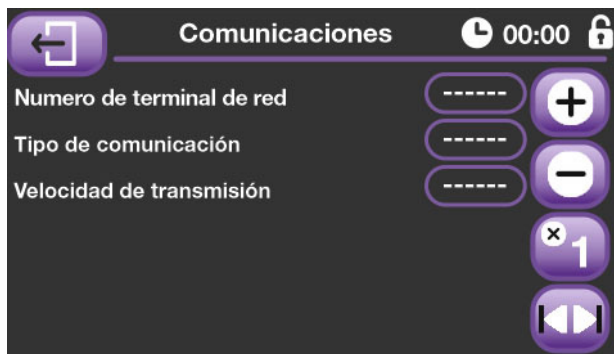 Comunicaciones 00:00
Numero de terminal de red ------
Tipo de comunicación ------
Velocidad de transmisión ------
+
−
×1